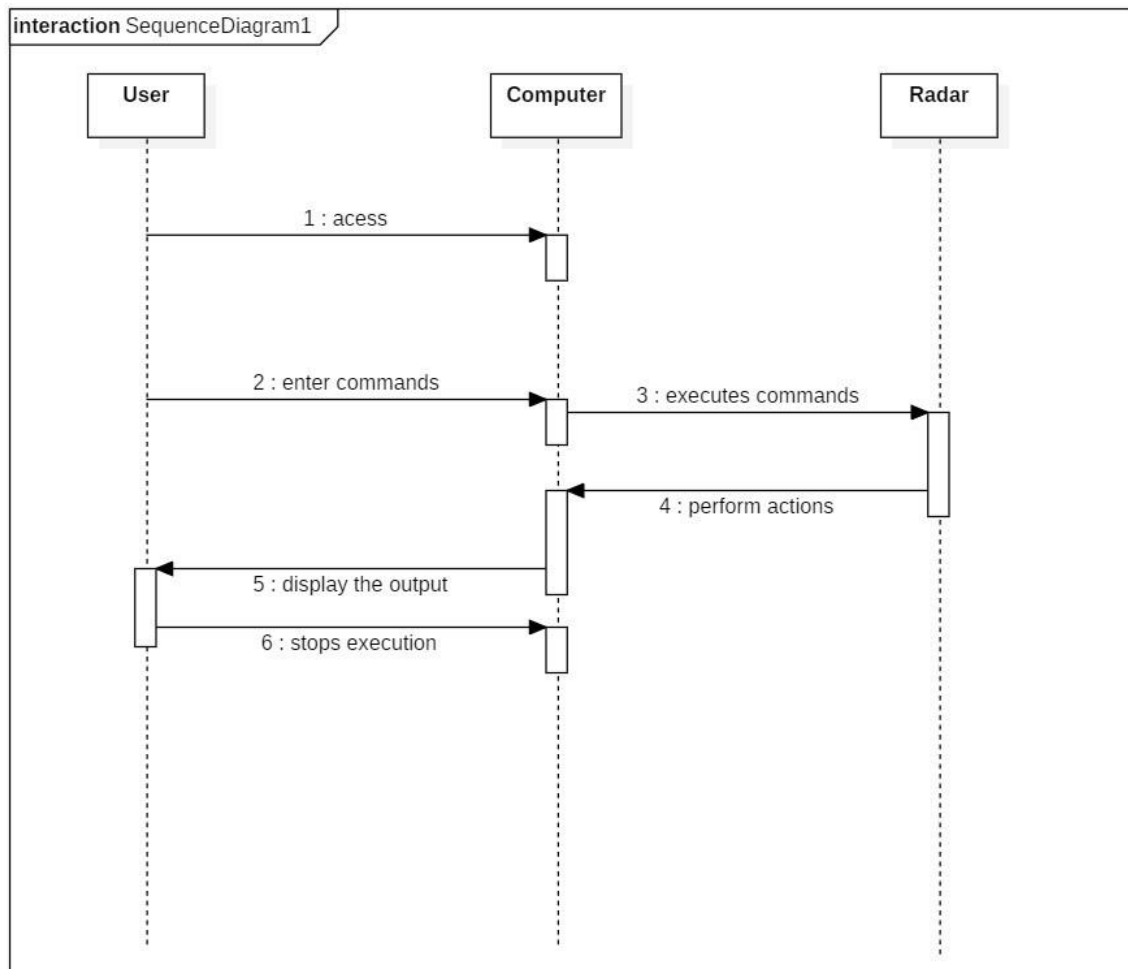 interaction SequenceDiagram1
User
Computer
Radar
1 : acess
2 : enter commands
3 : executes commands
4 : perform actions
5 : display the output
6 : stops execution